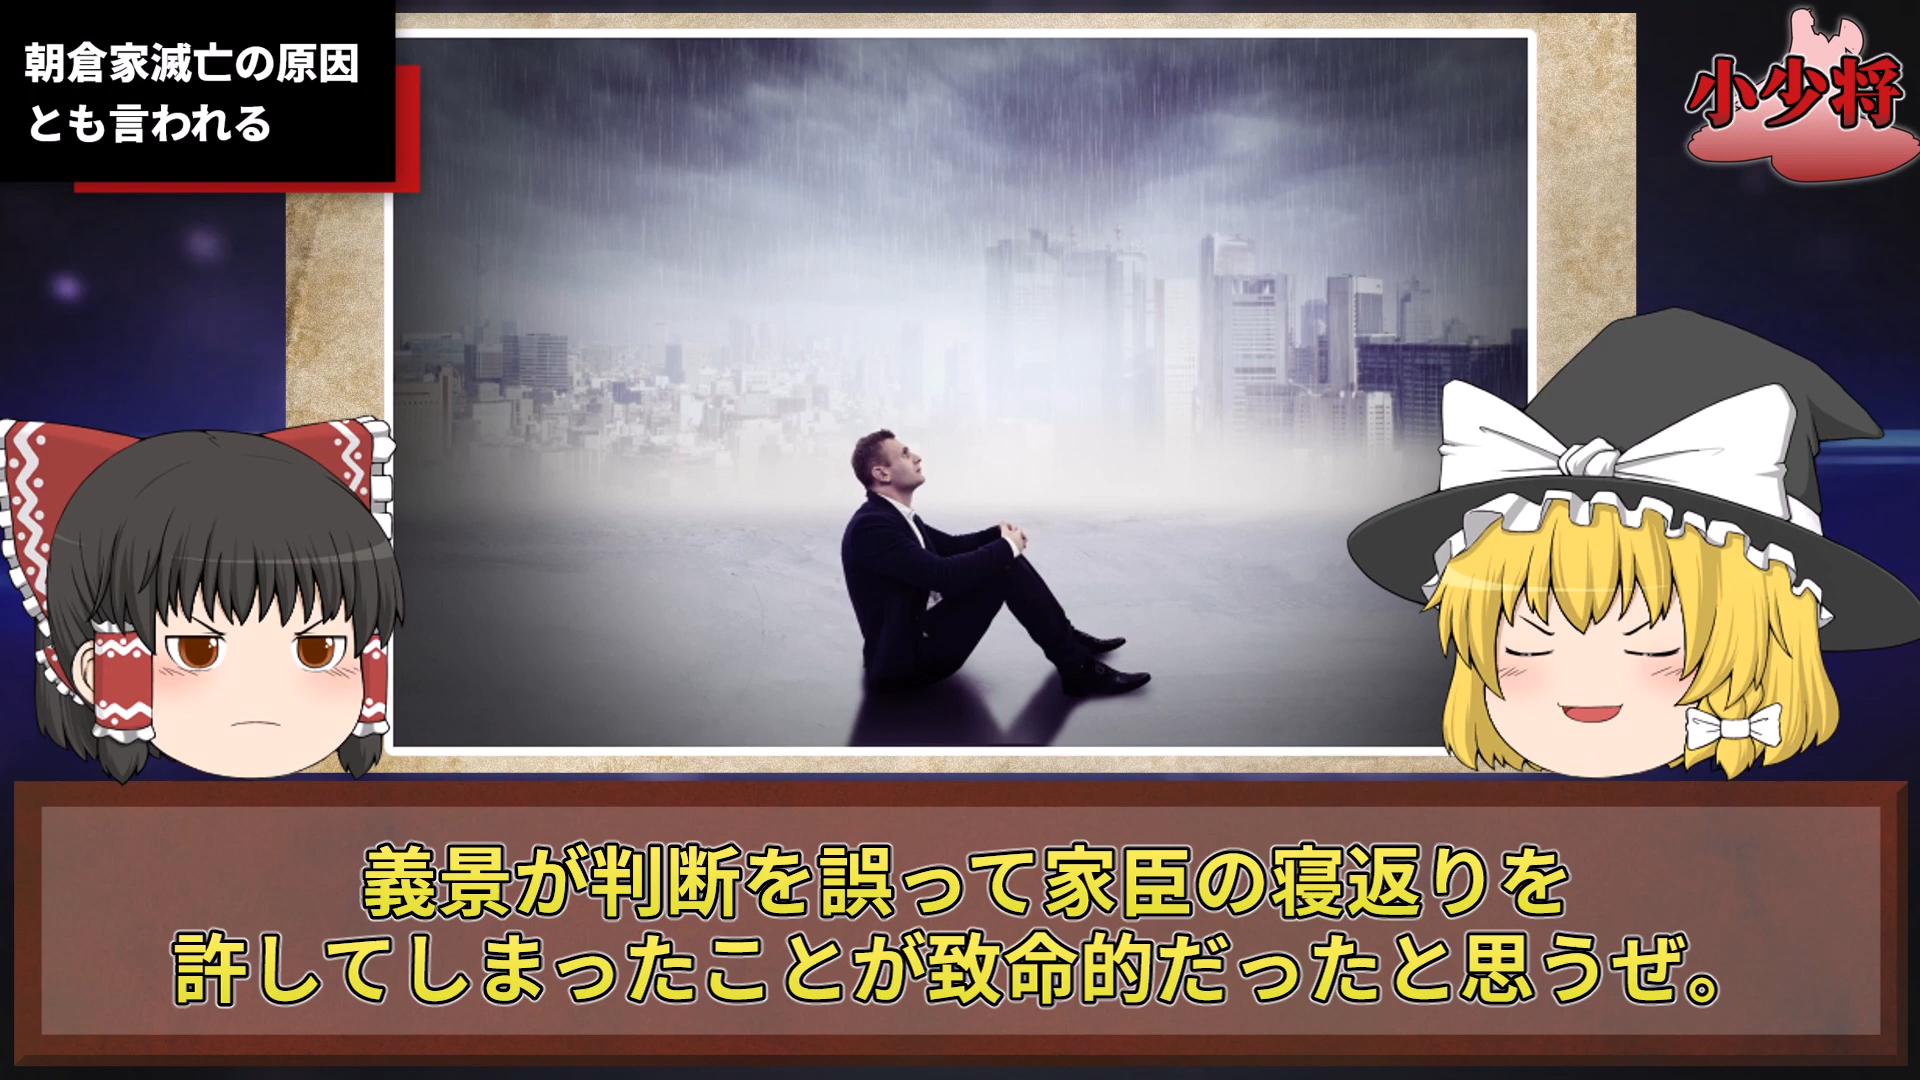 朝倉家滅亡の原因
とも言われる
小少将
義景が判断を誤って家臣の寝返りを
許してしまったことが致命的だったと思うぜ。